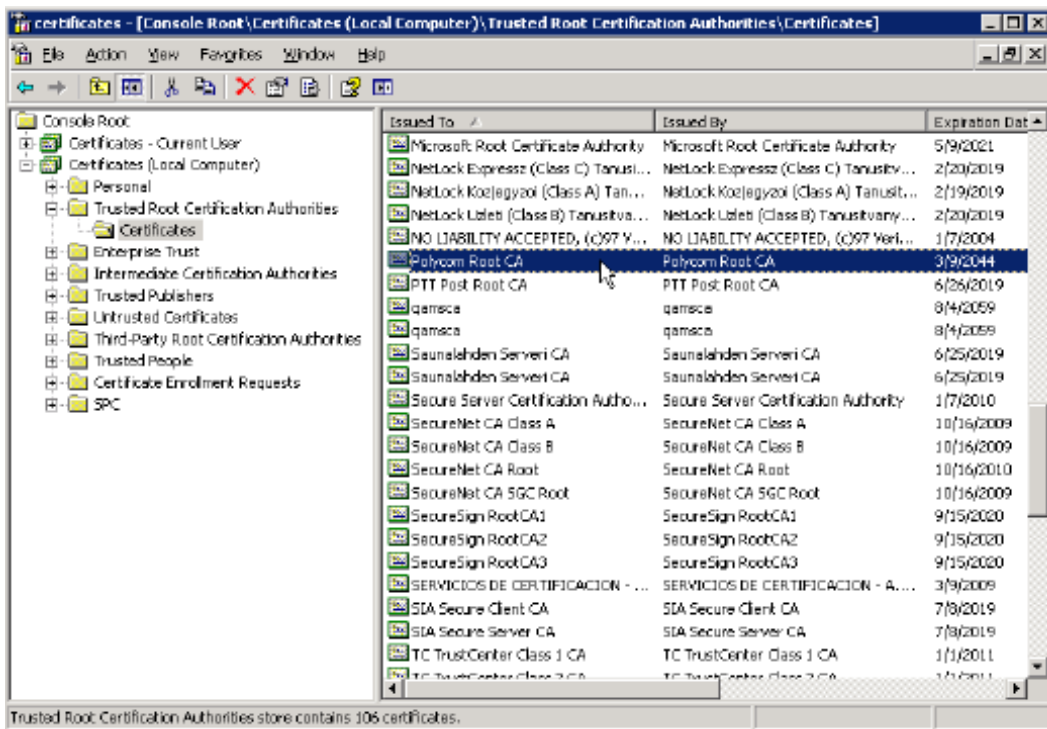 certificates - [Console Root\Certificates (Local Computer)\Trusted Root Certification Authorities\Certificates]
File Action View Favorites Window Help
Console Root
Certificates - Current User
Certificates (Local Computer)
Personal
Trusted Root Certification Authorities
Certificates
Enterprise Trust
Intermediate Certification Authorities
Trusted Publishers
Untrusted Certificates
Third-Party Root Certification Authorities
Trusted People
Certificate Enrollment Requests
SPC
Issued To Issued By Expiration Dat
Microsoft Root Certificate Authority Microsoft Root Certificate Authority 5/9/2021
NetLock Expressz (Class C) Tanusi... NetLock Expressz (Class C) Tanusitv... 2/20/2019
NetLock Kozjegyzoi (Class A) Tan... NetLock Kozjegyzoi (Class A) Tanusit... 2/19/2019
NetLock Uzleti (Class B) Tanusitva... NetLock Uzleti (Class B) Tanusitvany... 2/20/2019
NO LIABILITY ACCEPTED, (c)97 V... NO LIABILITY ACCEPTED, (c)97 Veri... 1/7/2004
Polycom Root CA Polycom Root CA 3/9/2044
PTT Post Root CA PTT Post Root CA 6/26/2019
qamsca qamsca 8/4/2059
qamsca qamsca 8/4/2059
Saunalahden Serveri CA Saunalahden Serveri CA 6/25/2019
Saunalahden Serveri CA Saunalahden Serveri CA 6/25/2019
Secure Server Certification Autho... Secure Server Certification Authority 1/7/2010
SecureNet CA Class A SecureNet CA Class A 10/16/2009
SecureNet CA Class B SecureNet CA Class B 10/16/2009
SecureNet CA Root SecureNet CA Root 10/16/2010
SecureNet CA SGC Root SecureNet CA SGC Root 10/16/2009
SecureSign RootCA1 SecureSign RootCA1 9/15/2020
SecureSign RootCA2 SecureSign RootCA2 9/15/2020
SecureSign RootCA3 SecureSign RootCA3 9/15/2020
SERVICIOS DE CERTIFICACION - ... SERVICIOS DE CERTIFICACION - A.... 3/9/2009
SIA Secure Client CA SIA Secure Client CA 7/8/2019
SIA Secure Server CA SIA Secure Server CA 7/8/2019
TC TrustCenter Class 1 CA TC TrustCenter Class 1 CA 1/1/2011
TC TrustCenter Class 2 CA TC TrustCenter Class 2 CA 1/1/2011
Trusted Root Certification Authorities store contains 106 certificates.